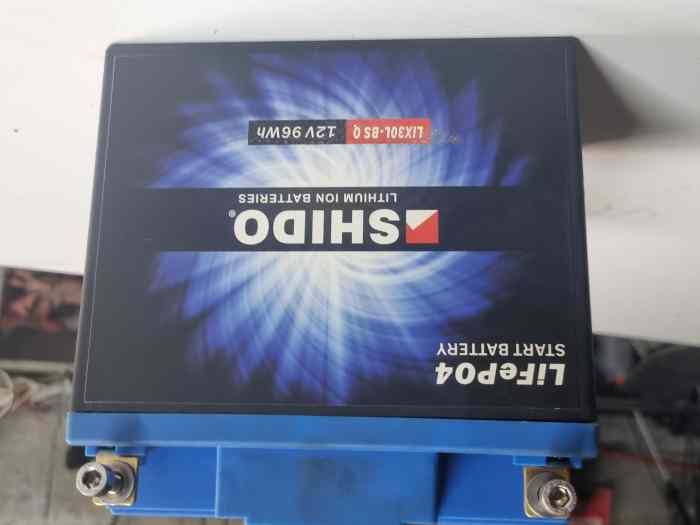 LiFePO4
START BATTERY
SHIDO®
LITHIUM ION BATTERIES
LIX30L-BS Q 12V 96Wh